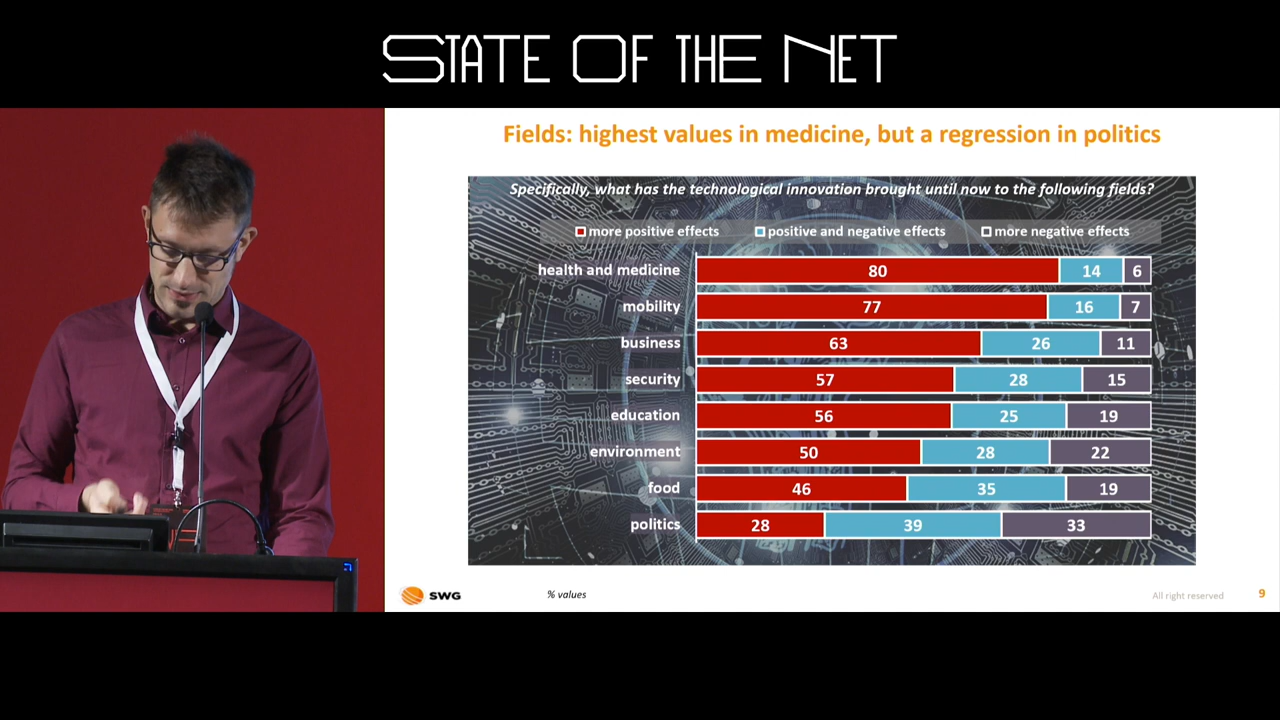 STATE OF THE NET
Fields: highest values in medicine, but a regression in politics
Specifically, what has the technological innovation brought until now to the following fields?
more positive effects positive and negative effects more negative effects
health and medicine 80 14 6
mobility 77 16 7
business 63 26 11
security 57 28 15
education 56 25 19
environment 50 28 22
food 46 35 19
politics 28 39 33
SWG % values All right reserved 9